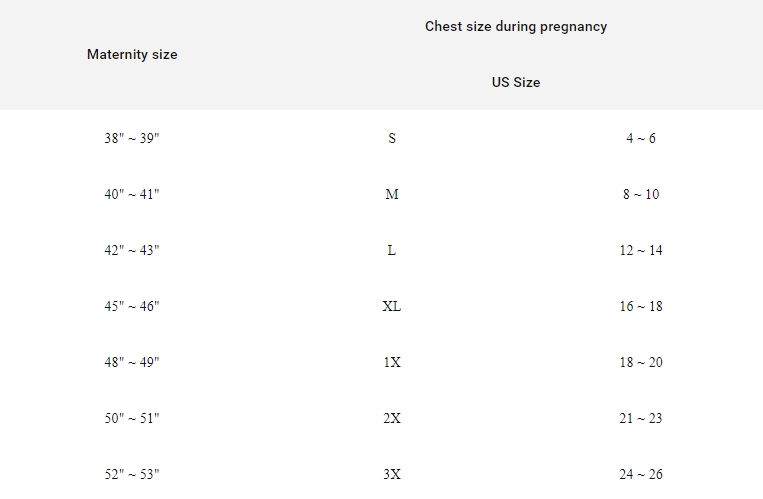 Chest size during pregnancy
Maternity size
US Size
38" ~ 39" S 4 ~ 6
40" ~ 41" M 8 ~ 10
42" ~ 43" L 12 ~ 14
45" ~ 46" XL 16 ~ 18
48" ~ 49" 1X 18 ~ 20
50" ~ 51" 2X 21 ~ 23
52" ~ 53" 3X 24 ~ 26